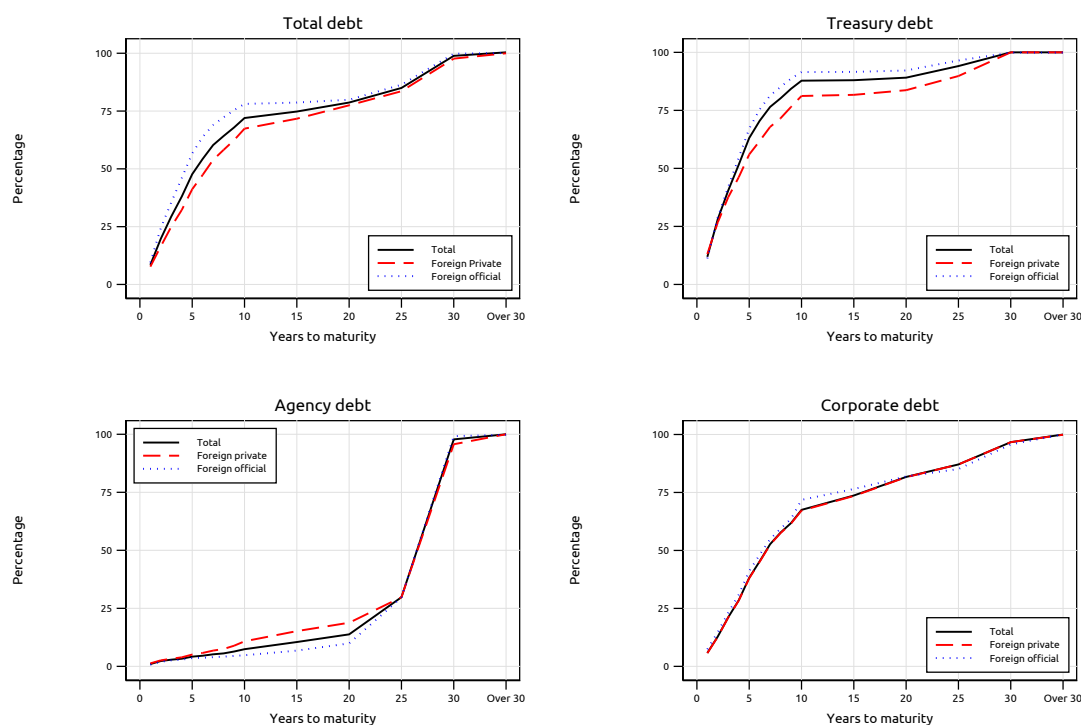 Total debt
100
75
50
25
0
Percentage
Total
Foreign Private
Foreign official
0 5 10 15 20 25 30 Over 30
Years to maturity
Treasury debt
100
75
50
25
0
Percentage
Total
Foreign private
Foreign official
0 5 10 15 20 25 30 Over 30
Years to maturity
Agency debt
100
75
50
25
0
Percentage
Total
Foreign private
Foreign official
0 5 10 15 20 25 30 Over 30
Years to maturity
Corporate debt
100
75
50
25
0
Percentage
Total
Foreign private
Foreign official
0 5 10 15 20 25 30 Over 30
Years to maturity